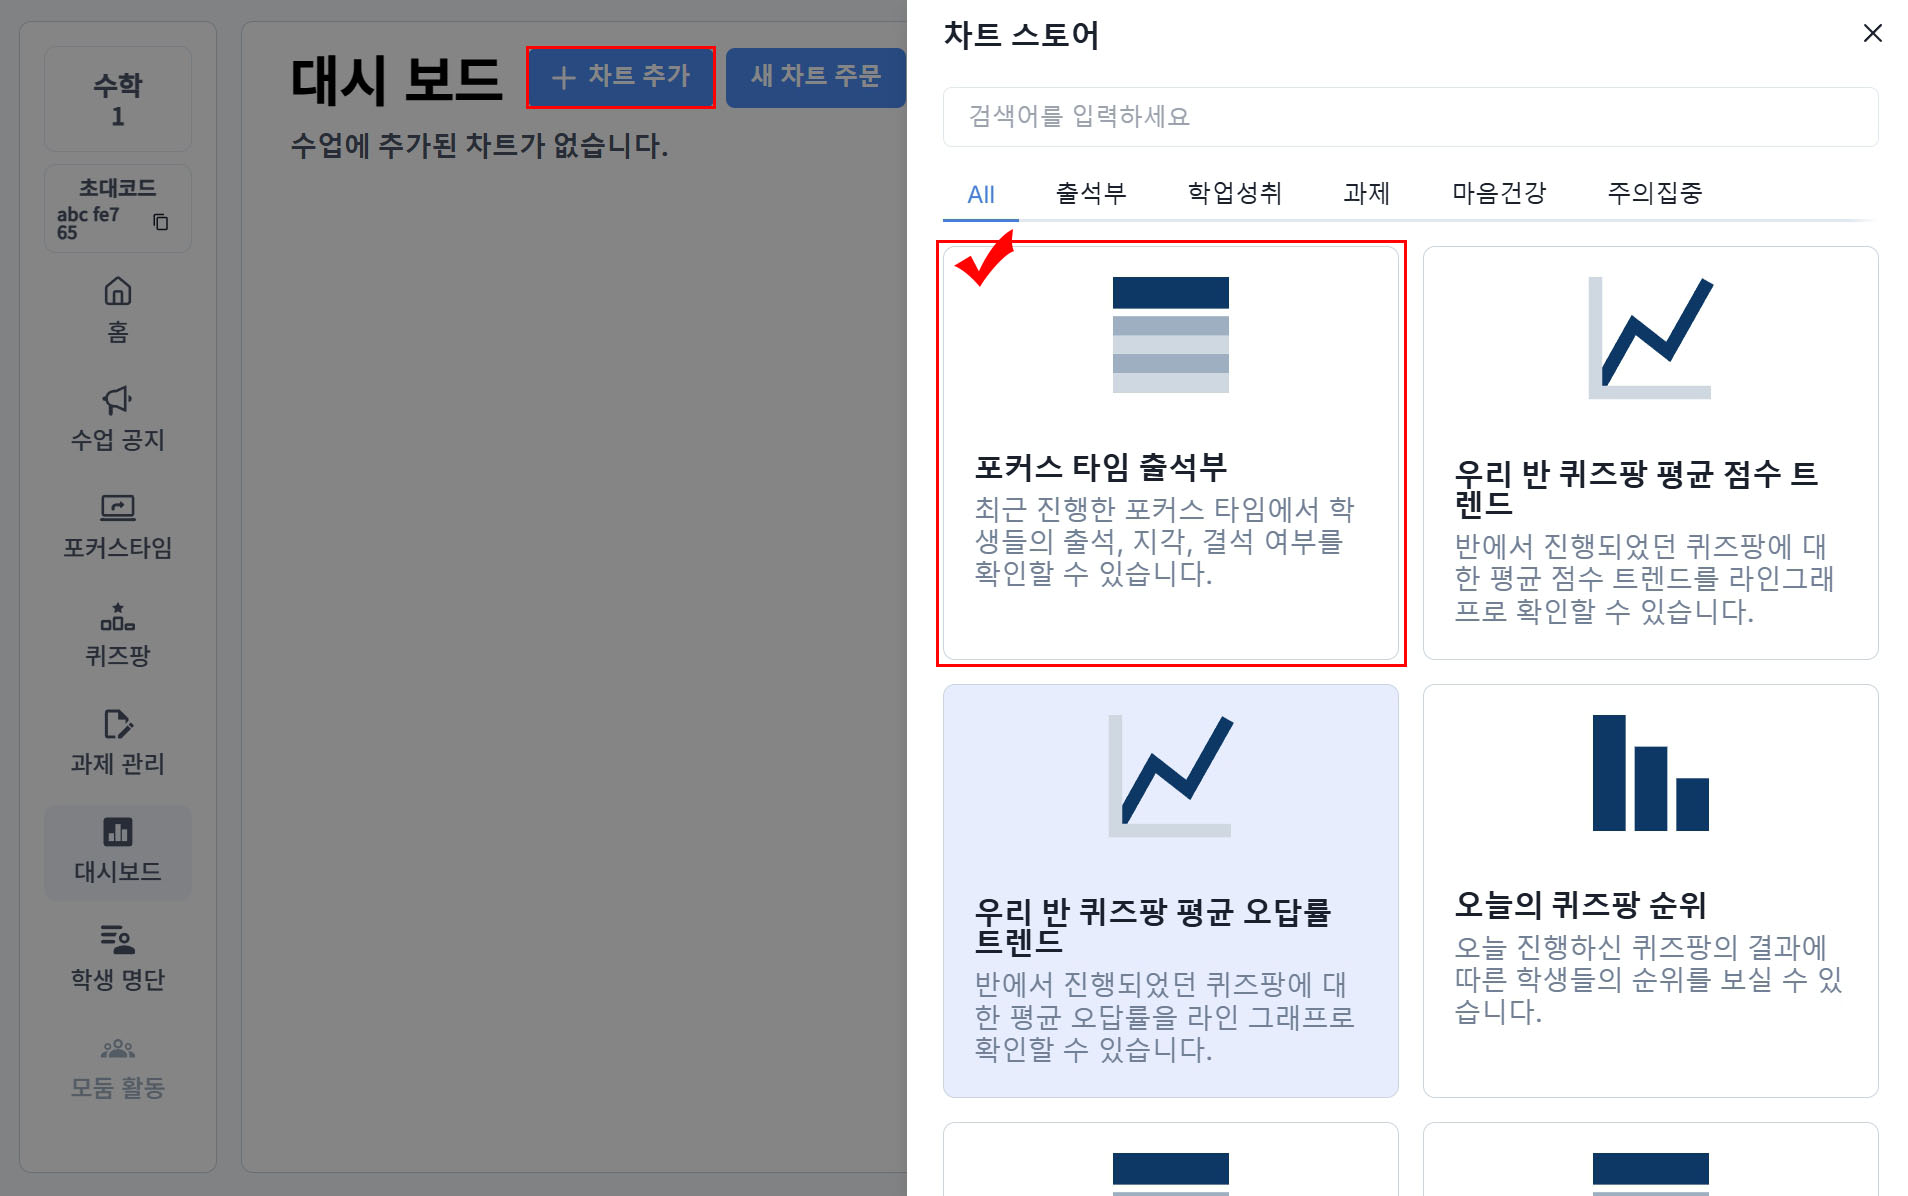 수학
1
초대코드
abc fe7
65
홈
수업 공지
포커스타임
퀴즈팡
과제 관리
대시보드
학생 명단
모둠 활동
대시 보드
차트 추가
새 차트 주문
수업에 추가된 차트가 없습니다.
차트 스토어
검색어를 입력하세요
All 출석부 학업성취 과제 마음건강 주의집중
포커스 타임 출석부
최근 진행한 포커스 타임에서 학
생들의 출석, 지각, 결석 여부를
확인할 수 있습니다.
우리 반 퀴즈팡 평균 점수 트
렌드
반에서 진행되었던 퀴즈팡에 대
한 평균 점수 트렌드를 라인그래
프로 확인할 수 있습니다.
우리 반 퀴즈팡 평균 오답률
트렌드
반에서 진행되었던 퀴즈팡에 대
한 평균 오답률을 라인 그래프로
확인할 수 있습니다.
오늘의 퀴즈팡 순위
오늘 진행하신 퀴즈팡의 결과에
따른 학생들의 순위를 보실 수 있
습니다.